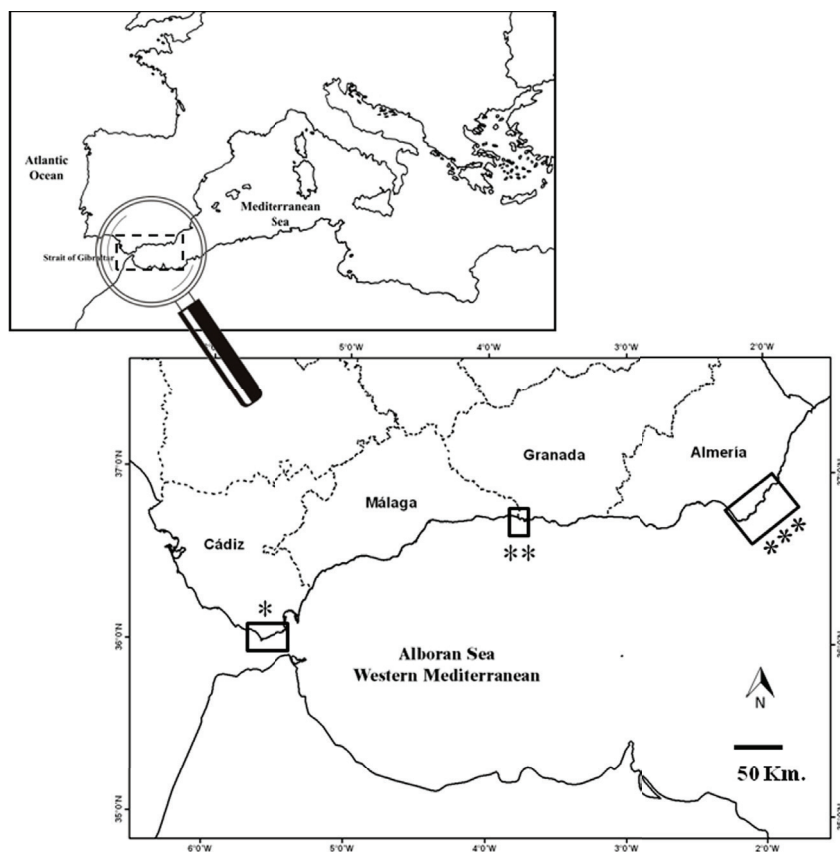 Atlantic
Ocean
Mediterranean
Sea
Strait of Gibraltar
5°0'W
4°0'W
3°0'W
2°0'W
37°0'N
37°0'N
Granada
Almería
Málaga
Cádiz
*
**
***
36°0'N
Alboran Sea
Western Mediterranean
N
50 Km.
35°0'N
6°0'W
5°0'W
4°0'W
3°0'W
2°0'W